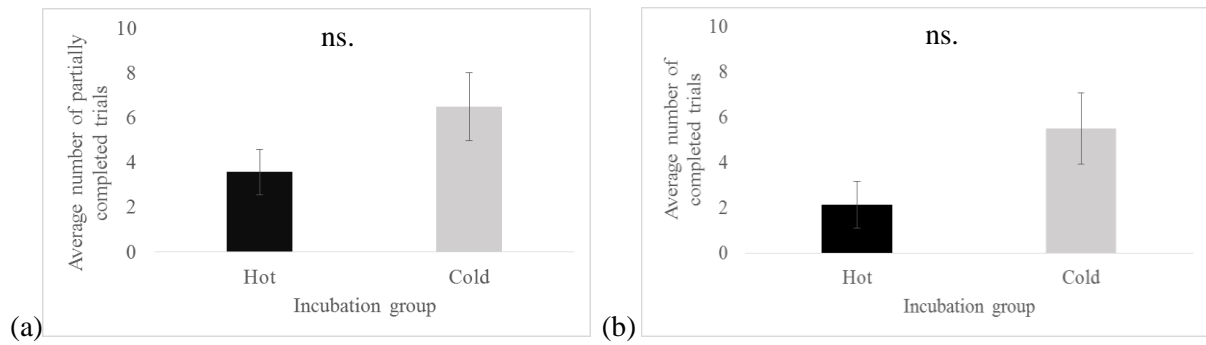 Average number of partially
completed trials
10
8
6
4
2
0
ns.
Hot
Cold
Incubation group
(a)
Average number of
completed trials
10
8
6
4
2
0
ns.
Hot
Cold
Incubation group
(b)